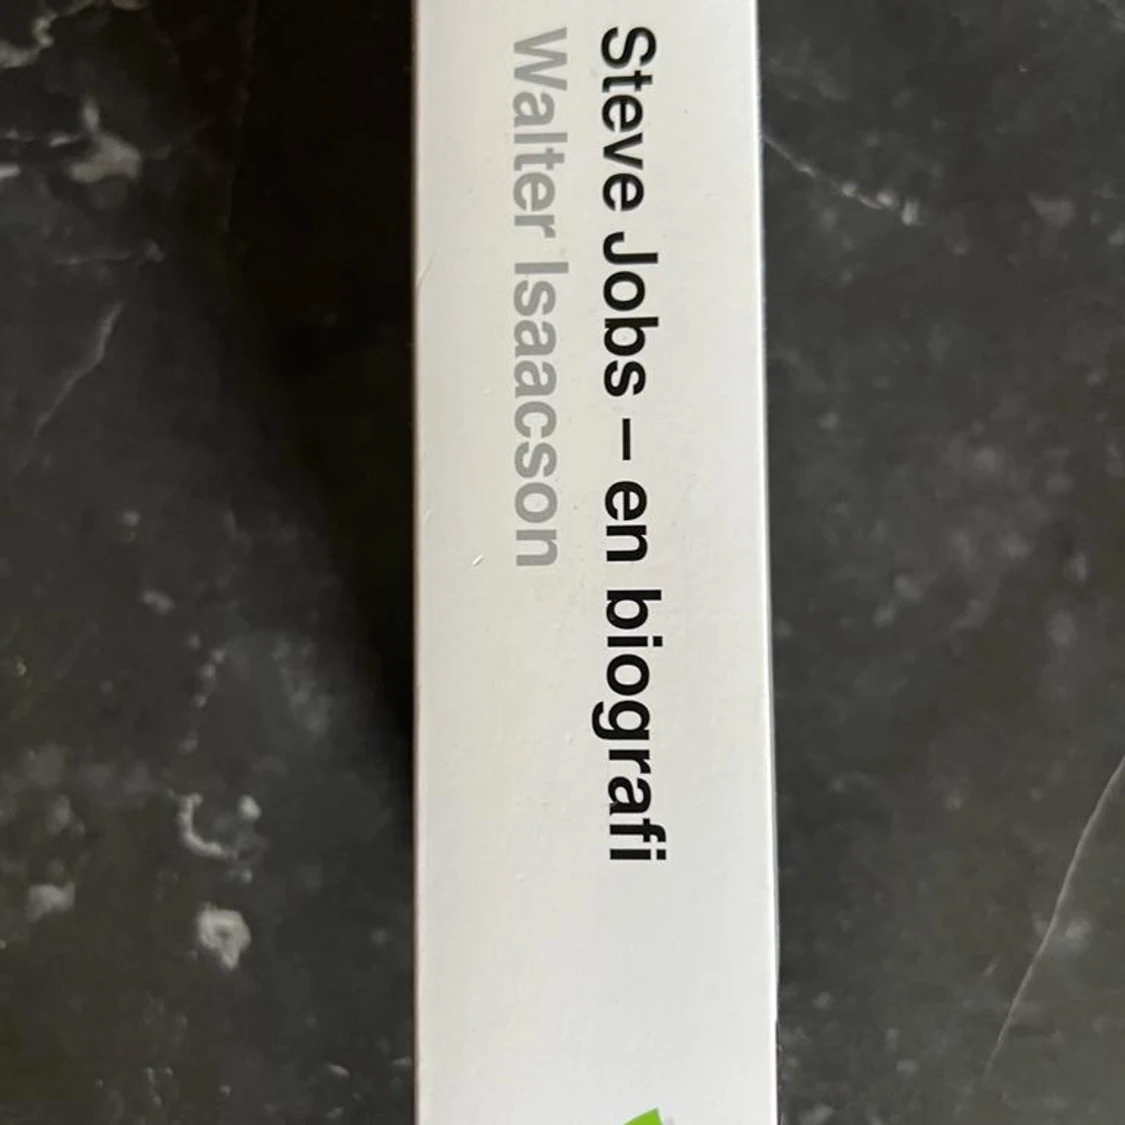 Steve Jobs – en biografi
Walter Isaacson